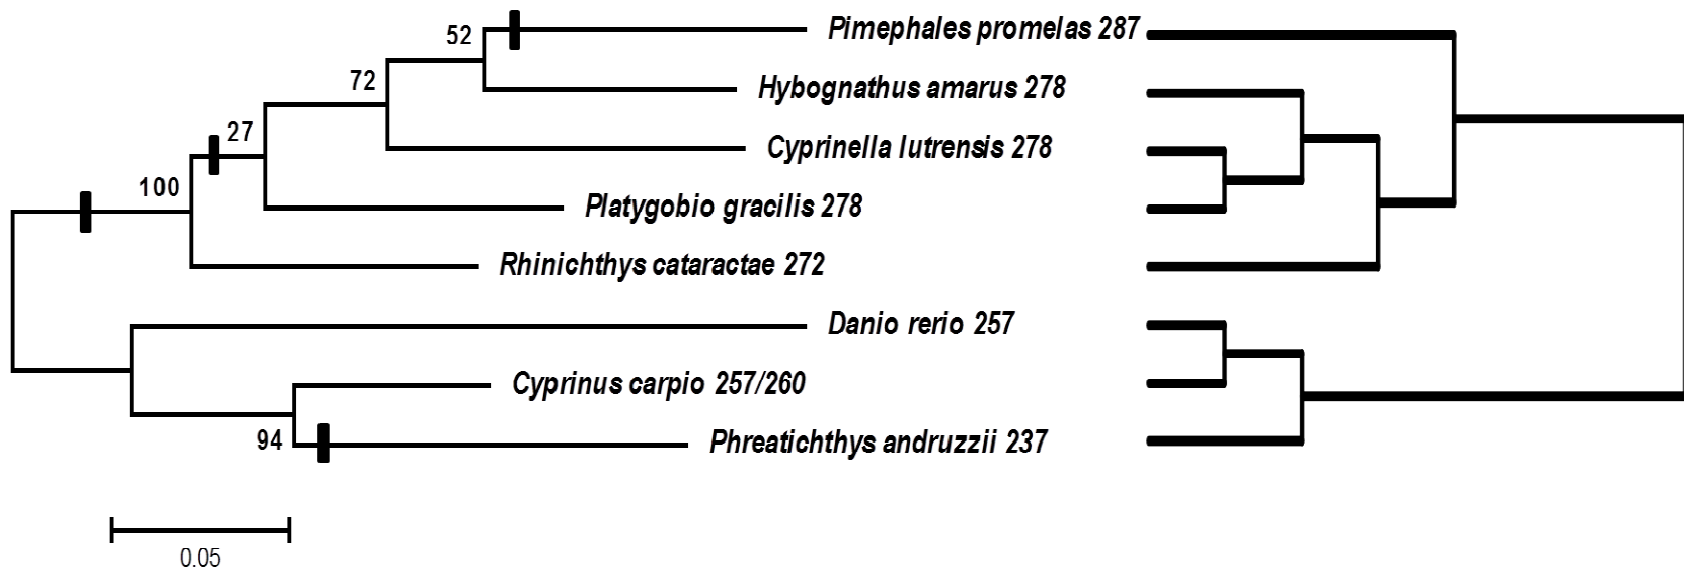 52
Pimephales promelas 287
72
Hybognathus amarus 278
27
Cyprinella lutrensis 278
100
Platygobio gracilis 278
Rhinichthys cataractae 272
Danio rerio 257
Cyprinus carpio 257/260
94
Phreatichthys andruzzii 237
0.05